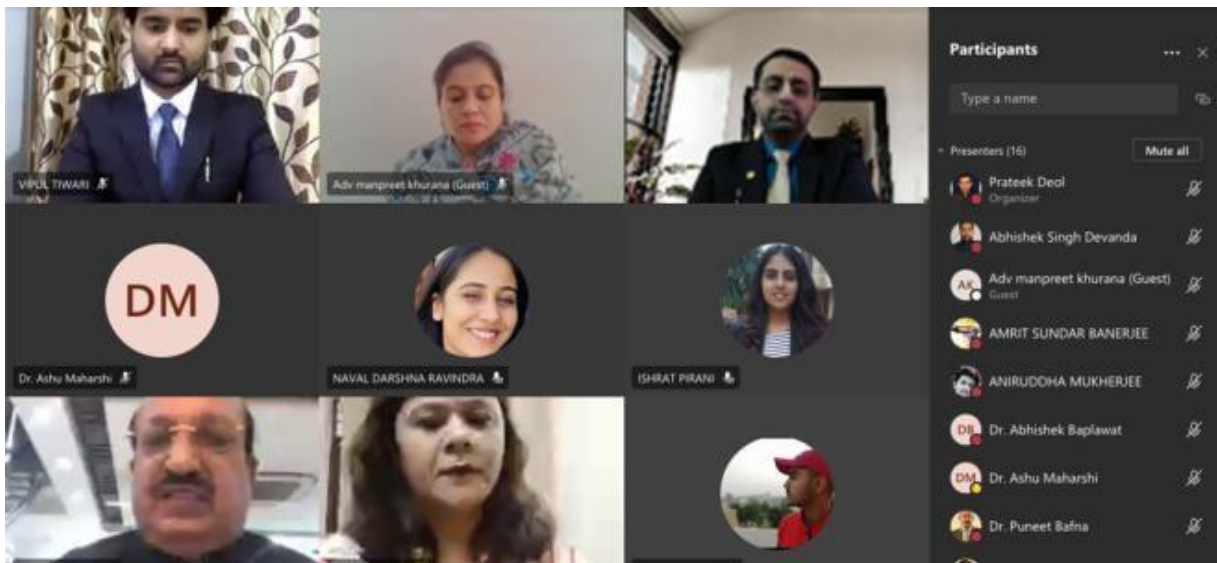 VIPUL TIWARI
Adv manpreet khurana (Guest)
DM
Dr. Ashu Maharshi
NAVAL DARSHNA RAVINDRA
ISHRAT PIRANI
Participants
Type a name
Presenters (16)
Mute all
Prateek Deol
Organizer
Abhishek Singh Devanda
AK
Adv manpreet khurana (Guest)
Guest
AMRIT SUNDAR BANERJEE
ANIRUDDHA MUKHERJEE
DB
Dr. Abhishek Baplawat
DM
Dr. Ashu Maharshi
Dr. Puneet Bafna